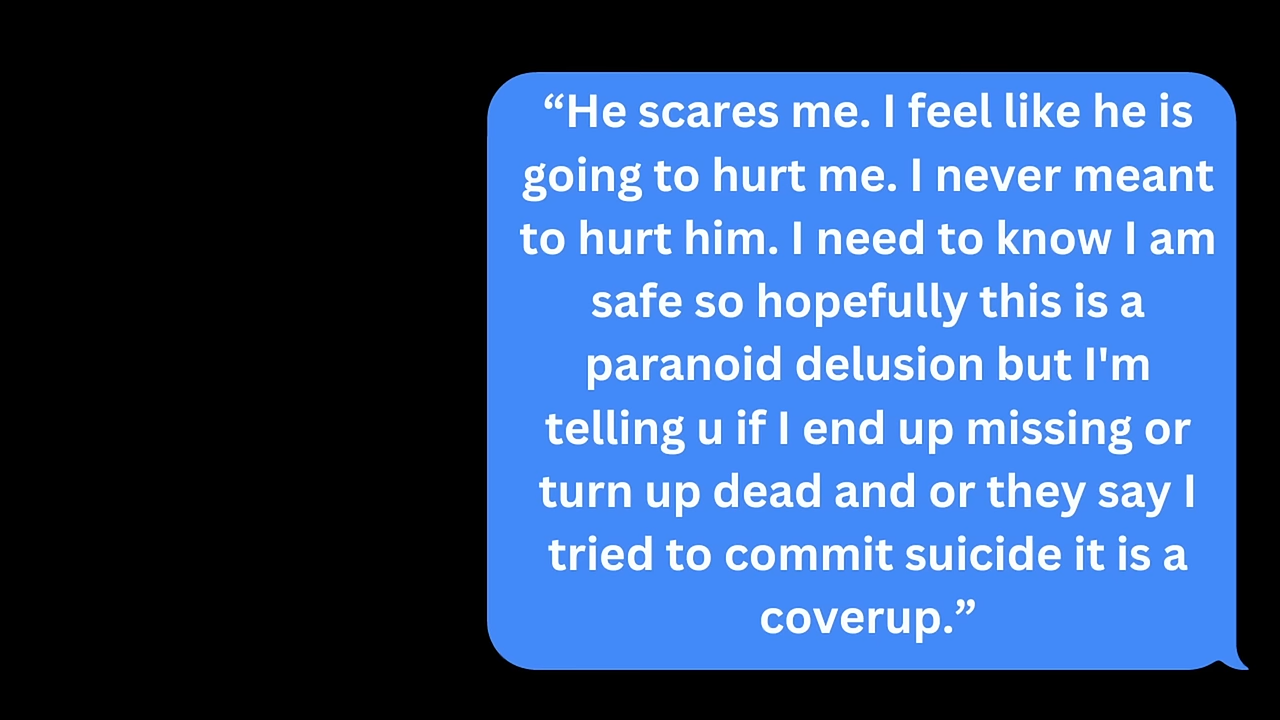 “He scares me. I feel like he is
going to hurt me. I never meant
to hurt him. I need to know I am
safe so hopefully this is a
paranoid delusion but I'm
telling u if I end up missing or
turn up dead and or they say I
tried to commit suicide it is a
coverup.”